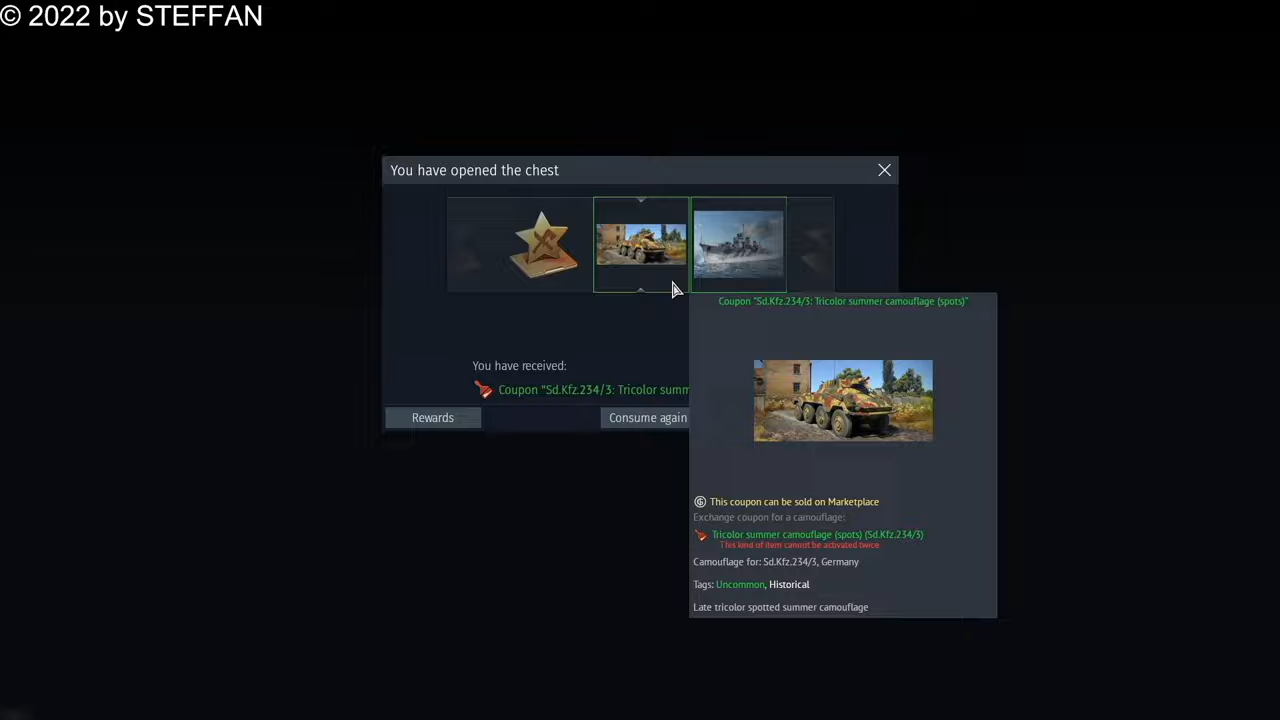 © 2022 by STEFFAN
You have opened the chest
Coupon "Sd.Kfz.234/3: Tricolor summer camouflage (spots)"
You have received:
Coupon "Sd.Kfz.234/3: Tricolor summ
Rewards
Consume again
This coupon can be sold on Marketplace
Exchange coupon for a camouflage:
Tricolor summer camouflage (spots) (Sd.Kfz.234/3)
This kind of item cannot be activated twice
Camouflage for: Sd.Kfz.234/3, Germany
Tags: Uncommon, Historical
Late tricolor spotted summer camouflage